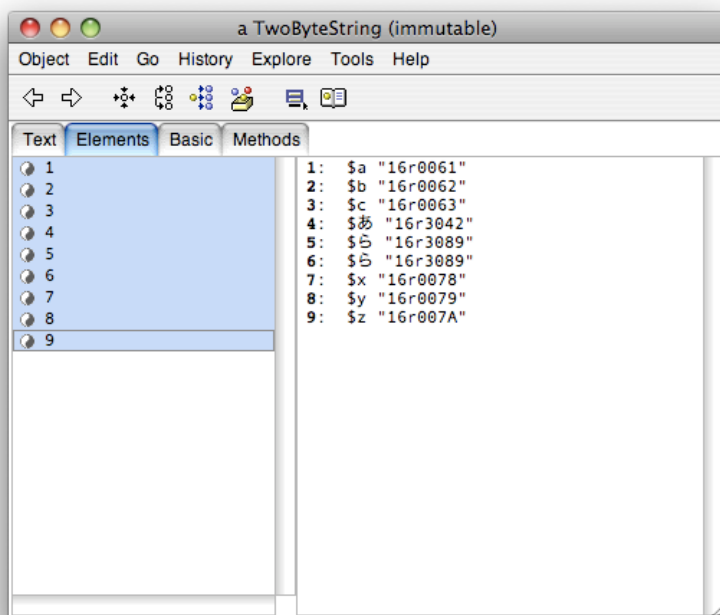 a TwoByteString (immutable)
Object Edit Go History Explore Tools Help
Text Elements Basic Methods
1
2
3
4
5
6
7
8
9
1: $a "16r0061"
2: $b "16r0062"
3: $c "16r0063"
4: $あ "16r3042"
5: $ら "16r3089"
6: $ら "16r3089"
7: $x "16r0078"
8: $y "16r0079"
9: $z "16r007A"